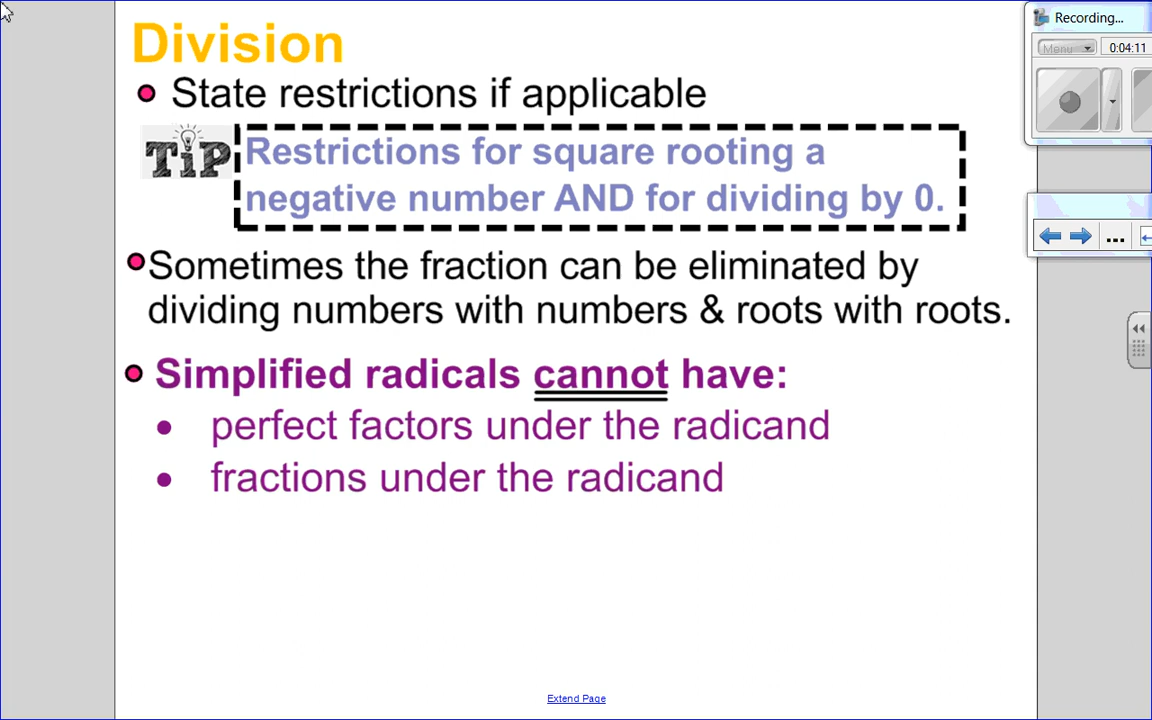 Division
State restrictions if applicable
TiP
Restrictions for square rooting a
negative number AND for dividing by 0.
Sometimes the fraction can be eliminated by
dividing numbers with numbers & roots with roots.
Simplified radicals cannot have:
perfect factors under the radicand
fractions under the radicand
Extend Page
Recording...
Menu
0:04:11
...